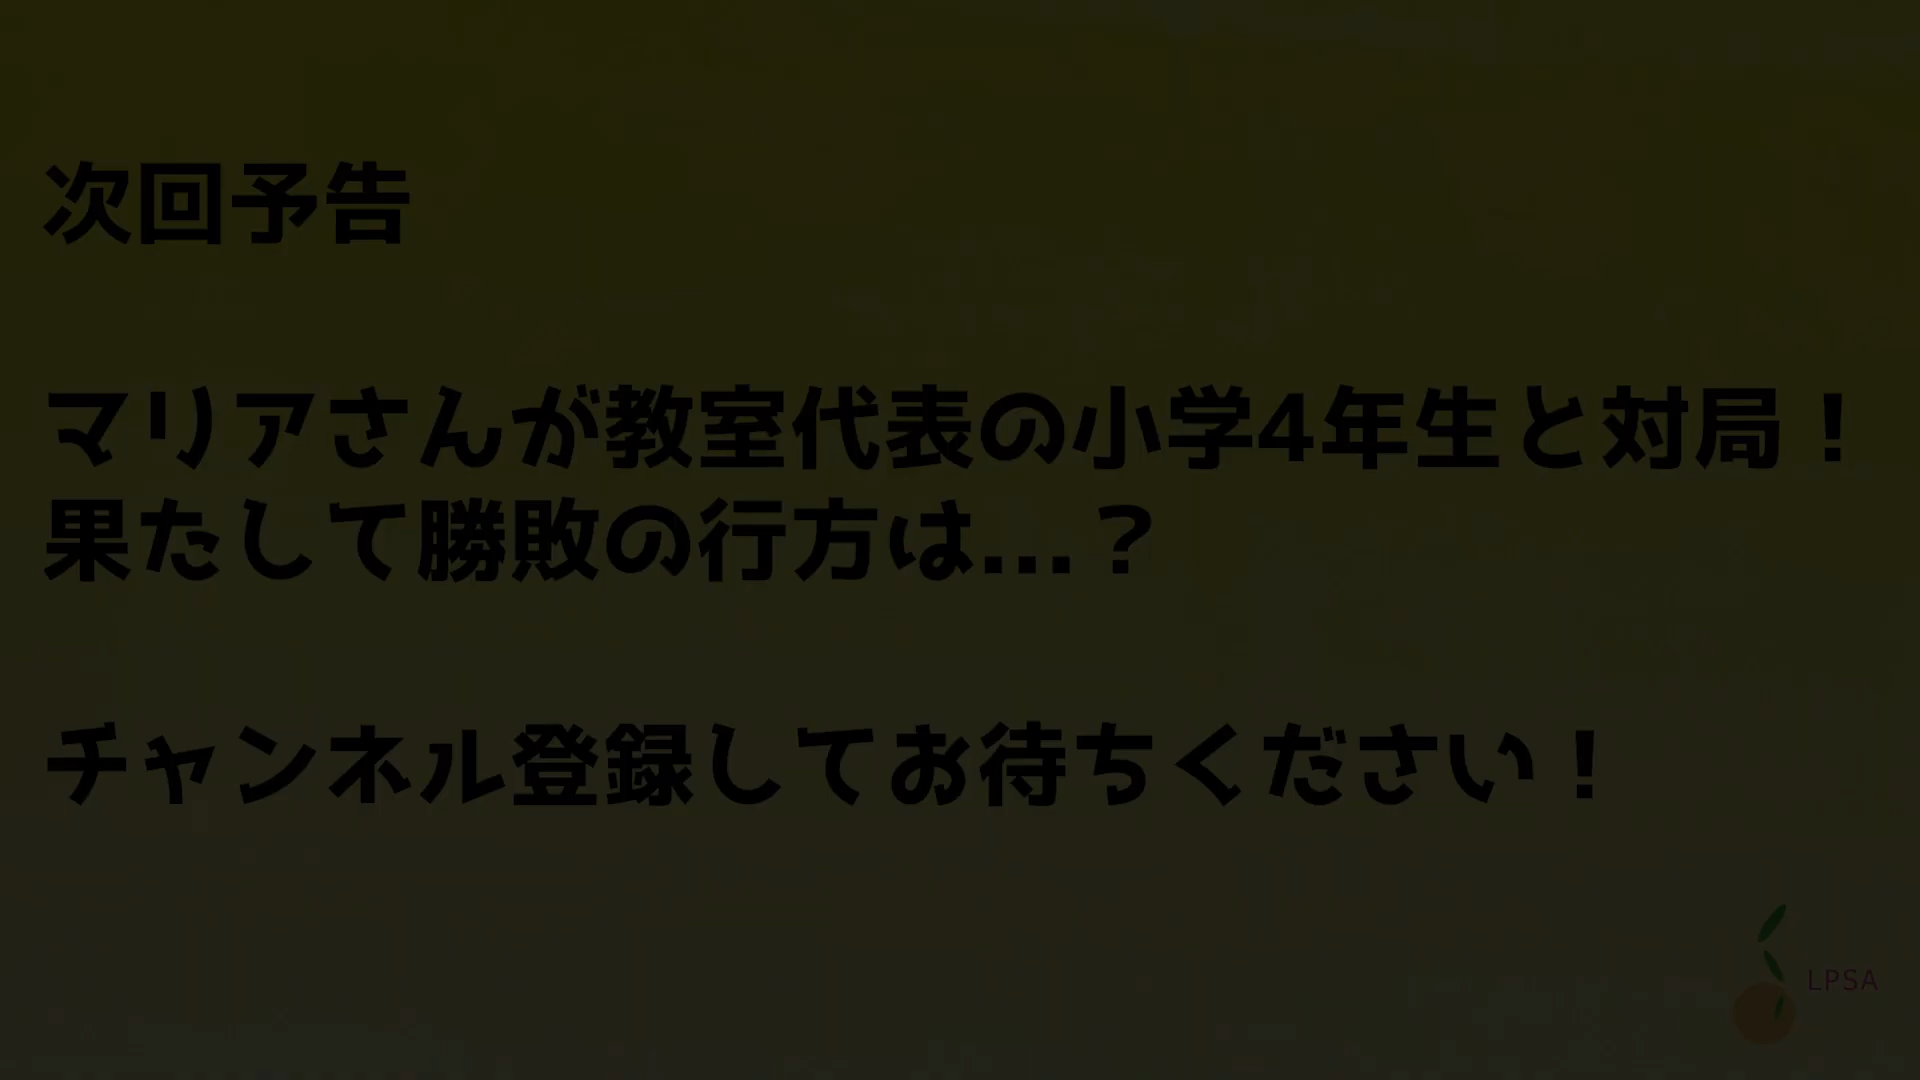 次回予告
マリアさんが教室代表の小学4年生と対局！
果たして勝敗の行方は...？
チャンネル登録してお待ちください！
LPSA